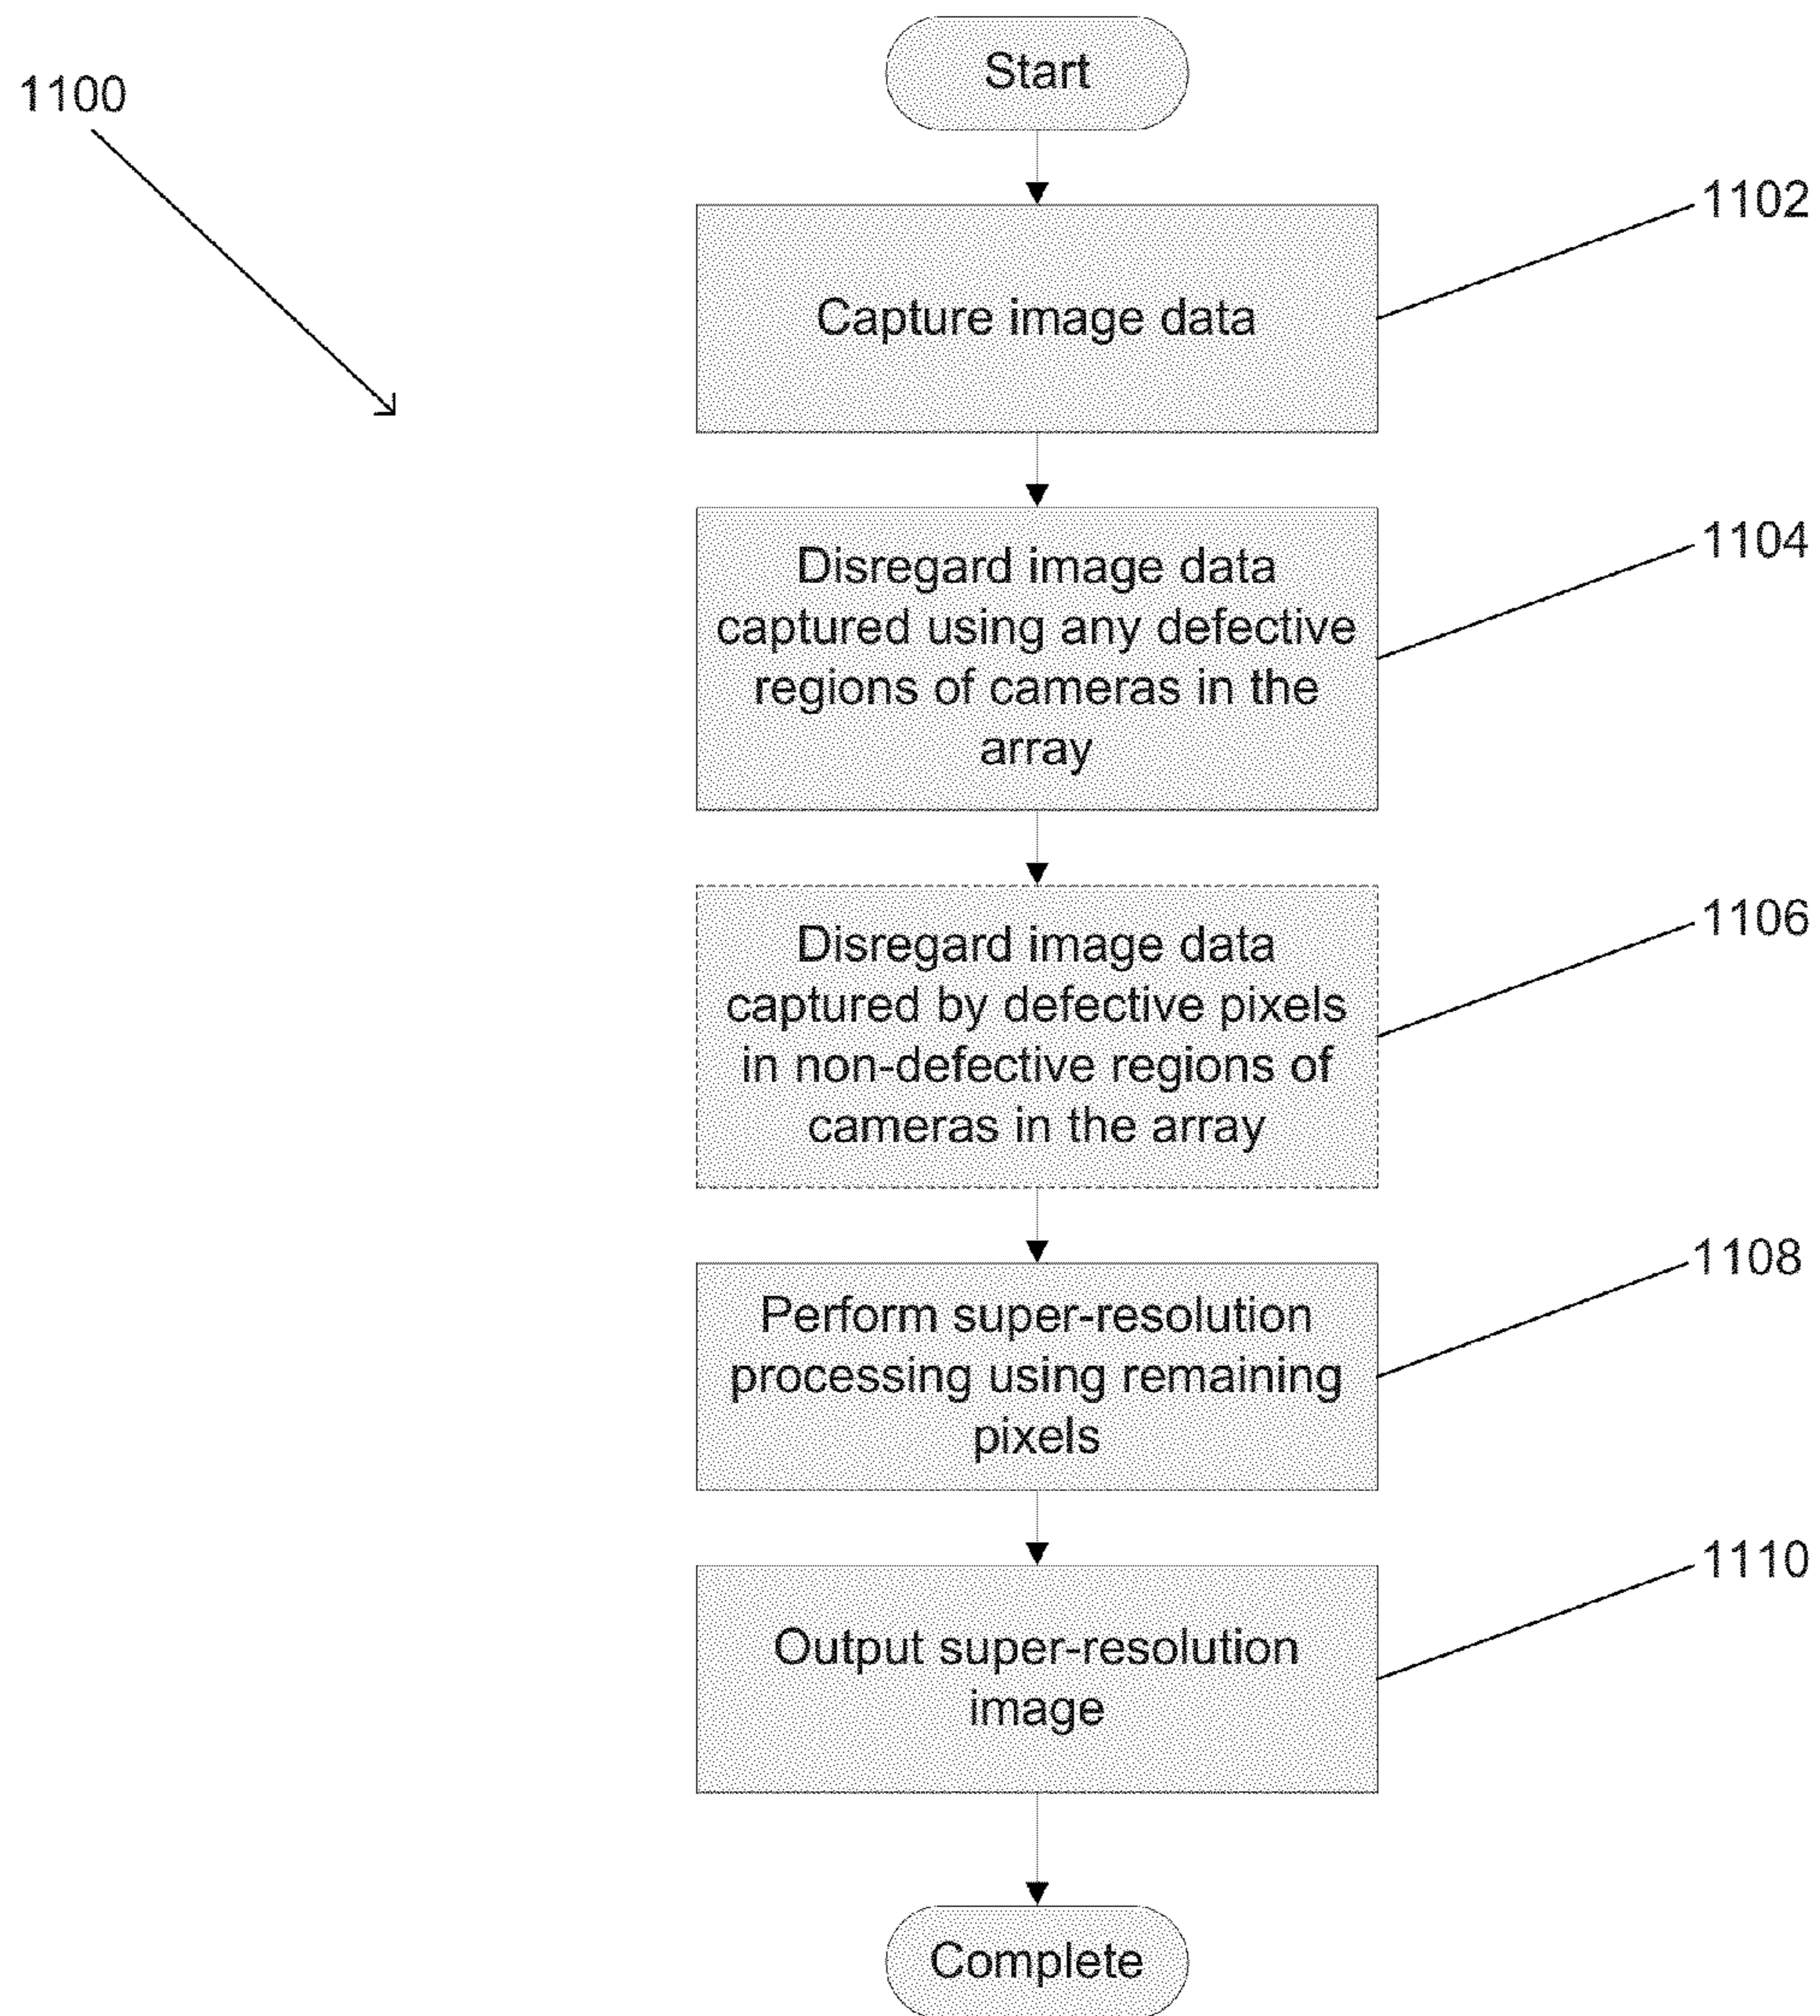 Start
1100
1102
Capture image data
1104
Disregard image data
captured using any defective
regions of cameras in the
array
1106
Disregard image data
captured by defective pixels
in non-defective regions of
cameras in the array
1108
Perform super-resolution
processing using remaining
pixels
1110
Output super-resolution
image
Complete